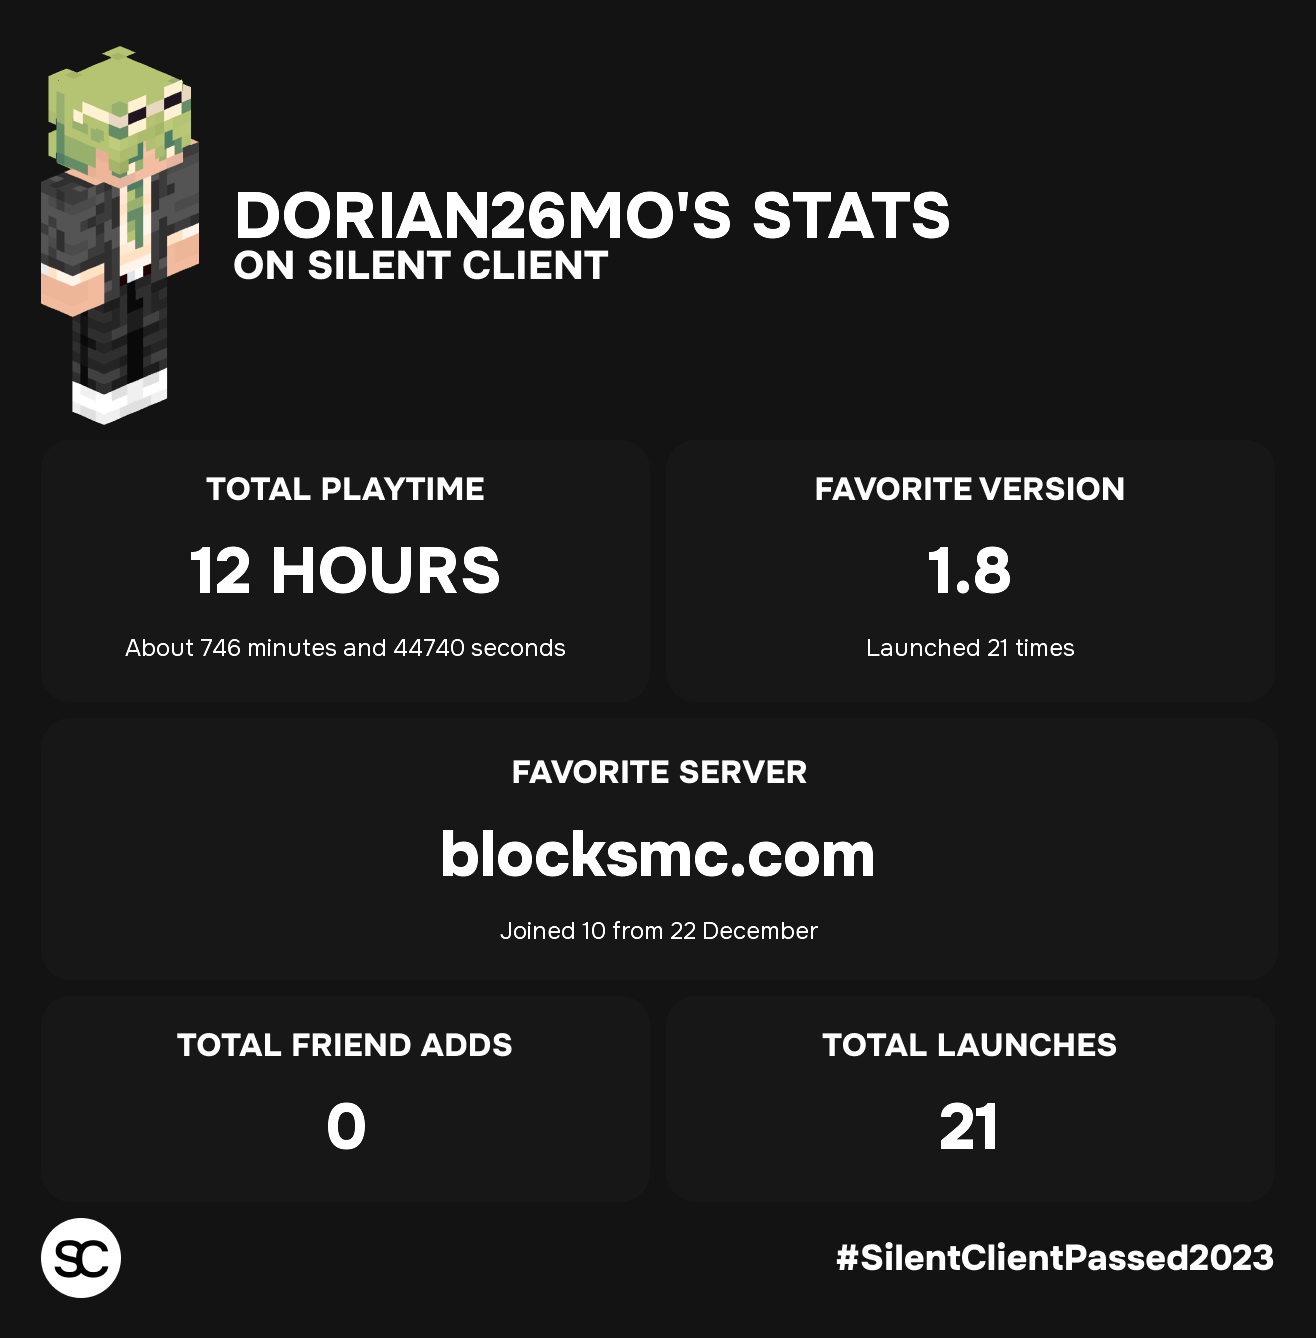 DORIAN26MO'S STATS
ON SILENT CLIENT
TOTAL PLAYTIME
12 HOURS
About 746 minutes and 44740 seconds
FAVORITE VERSION
1.8
Launched 21 times
FAVORITE SERVER
blocksmc.com
Joined 10 from 22 December
TOTAL FRIEND ADDS
0
TOTAL LAUNCHES
21
SC
#SilentClientPassed2023